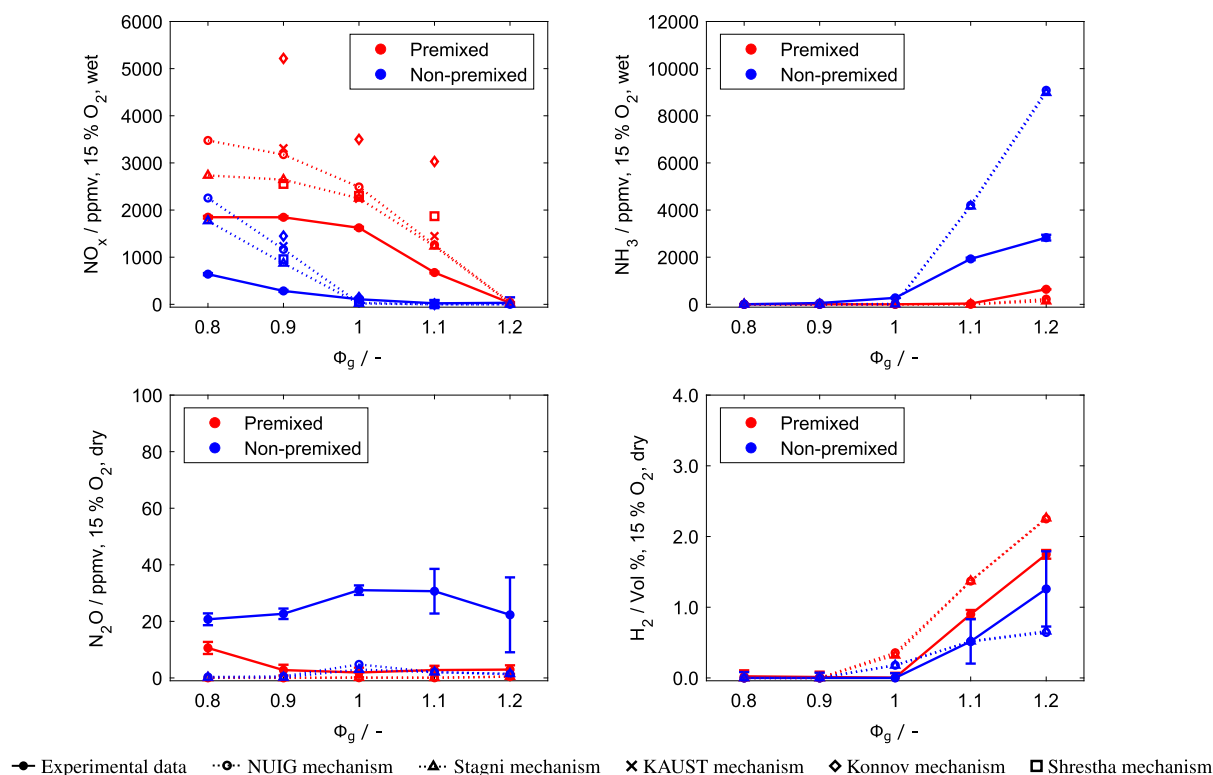 6000
5000
4000
3000
2000
1000
0
NOx / ppmv, 15 % O2, wet
Premixed
Non-premixed
0.8 0.9 1 1.1 1.2
Φg / -
12000
10000
8000
6000
4000
2000
0
NH3 / ppmv, 15 % O2, wet
Premixed
Non-premixed
0.8 0.9 1 1.1 1.2
Φg / -
100
80
60
40
20
0
N2O / ppmv, 15 % O2, dry
Premixed
Non-premixed
0.8 0.9 1 1.1 1.2
Φg / -
4.0
3.0
2.0
1.0
0.0
H2 / Vol %, 15 % O2, dry
Premixed
Non-premixed
0.8 0.9 1 1.1 1.2
Φg / -
Experimental data NUIG mechanism Stagni mechanism KAUST mechanism Konnov mechanism Shrestha mechanism